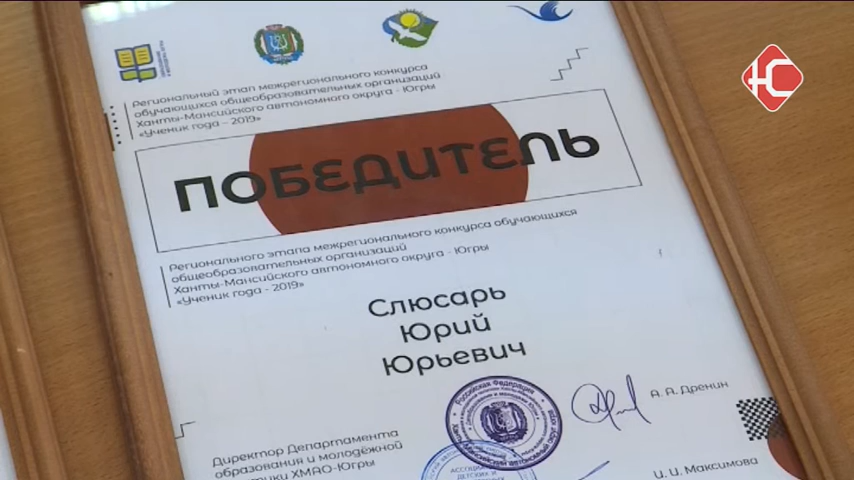 Региональный этап межрегионального конкурса
обучающихся общеобразовательных организаций
Ханты-Мансийского автономного округа - Югры
«Ученик года – 2019»
ПОБЕДИТЕЛЬ
Регионального этапа межрегионального конкурса обучающихся
общеобразовательных организаций
Ханты-Мансийского автономного округа - Югры
«Ученик года - 2019»
Слюсарь
Юрий
Юрьевич
Российская Федерация
Директор Департамента
образования и молодёжной
ХМАО-Югры
А. А. Дренин
И. И. Максимова
Ю